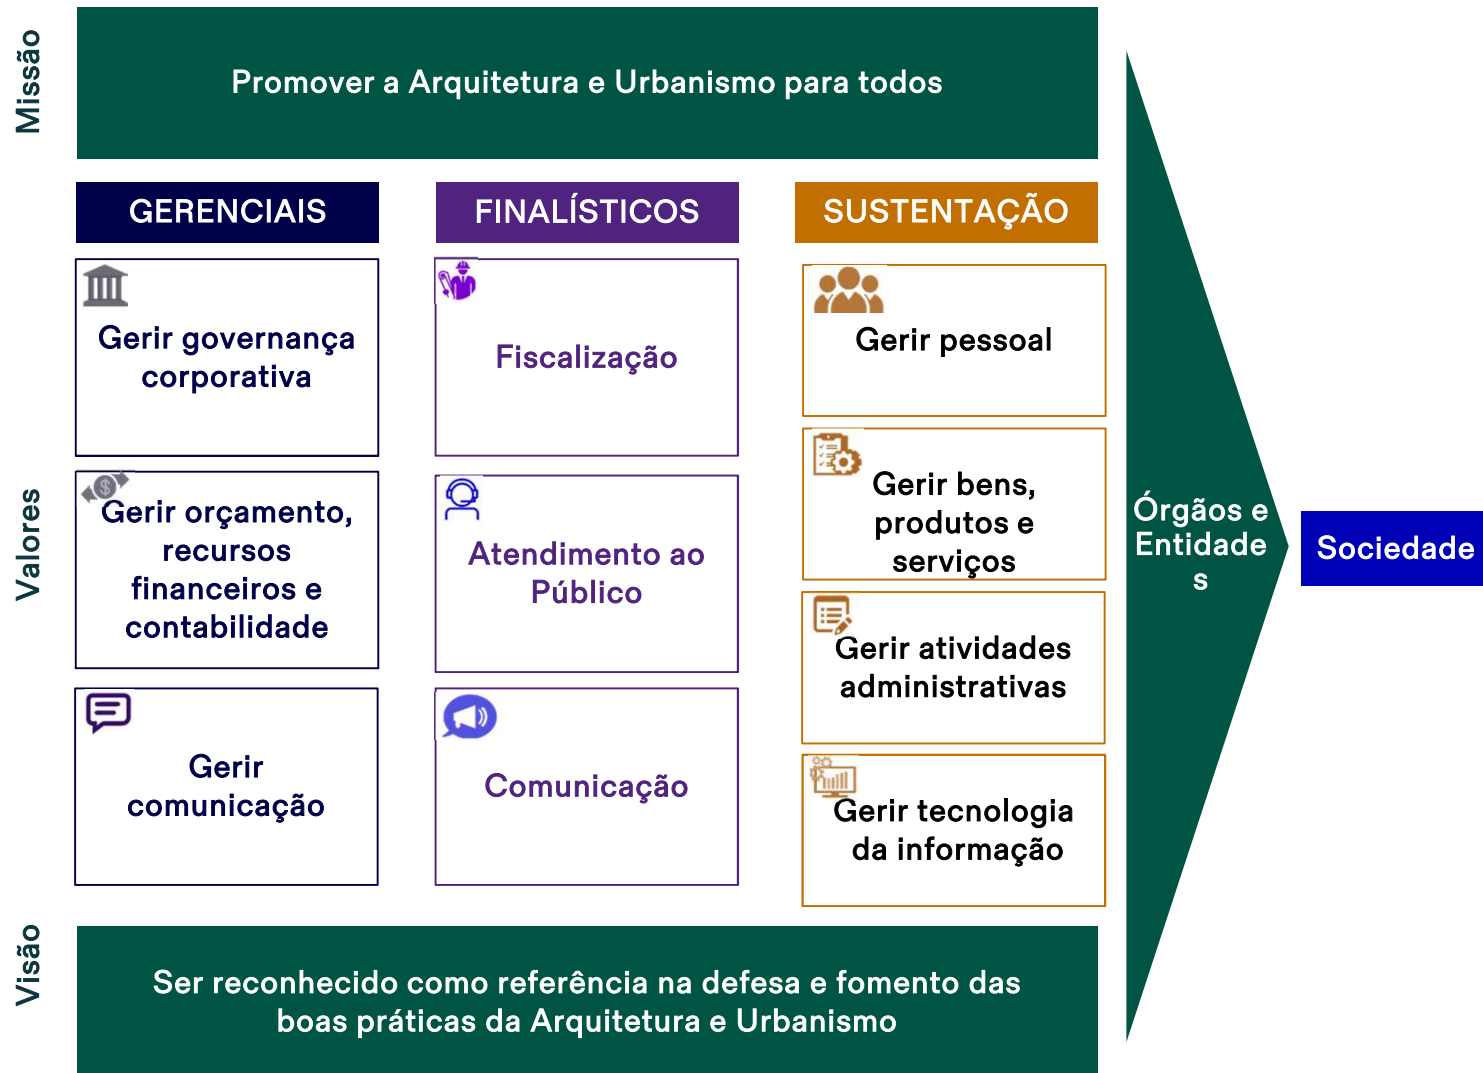 Missão
Promover a Arquitetura e Urbanismo para todos
GERENCIAIS
FINALÍSTICOS
SUSTENTAÇÃO
Valores
Gerir governança
corporativa
Gerir orçamento,
recursos
financeiros e
contabilidade
Gerir
comunicação
Fiscalização
Atendimento ao
Público
Comunicação
Gerir pessoal
Gerir bens,
produtos e
serviços
Gerir atividades
administrativas
Gerir tecnologia
da informação
Órgãos e
Entidade
s
Sociedade
Visão
Ser reconhecido como referência na defesa e fomento das
boas práticas da Arquitetura e Urbanismo